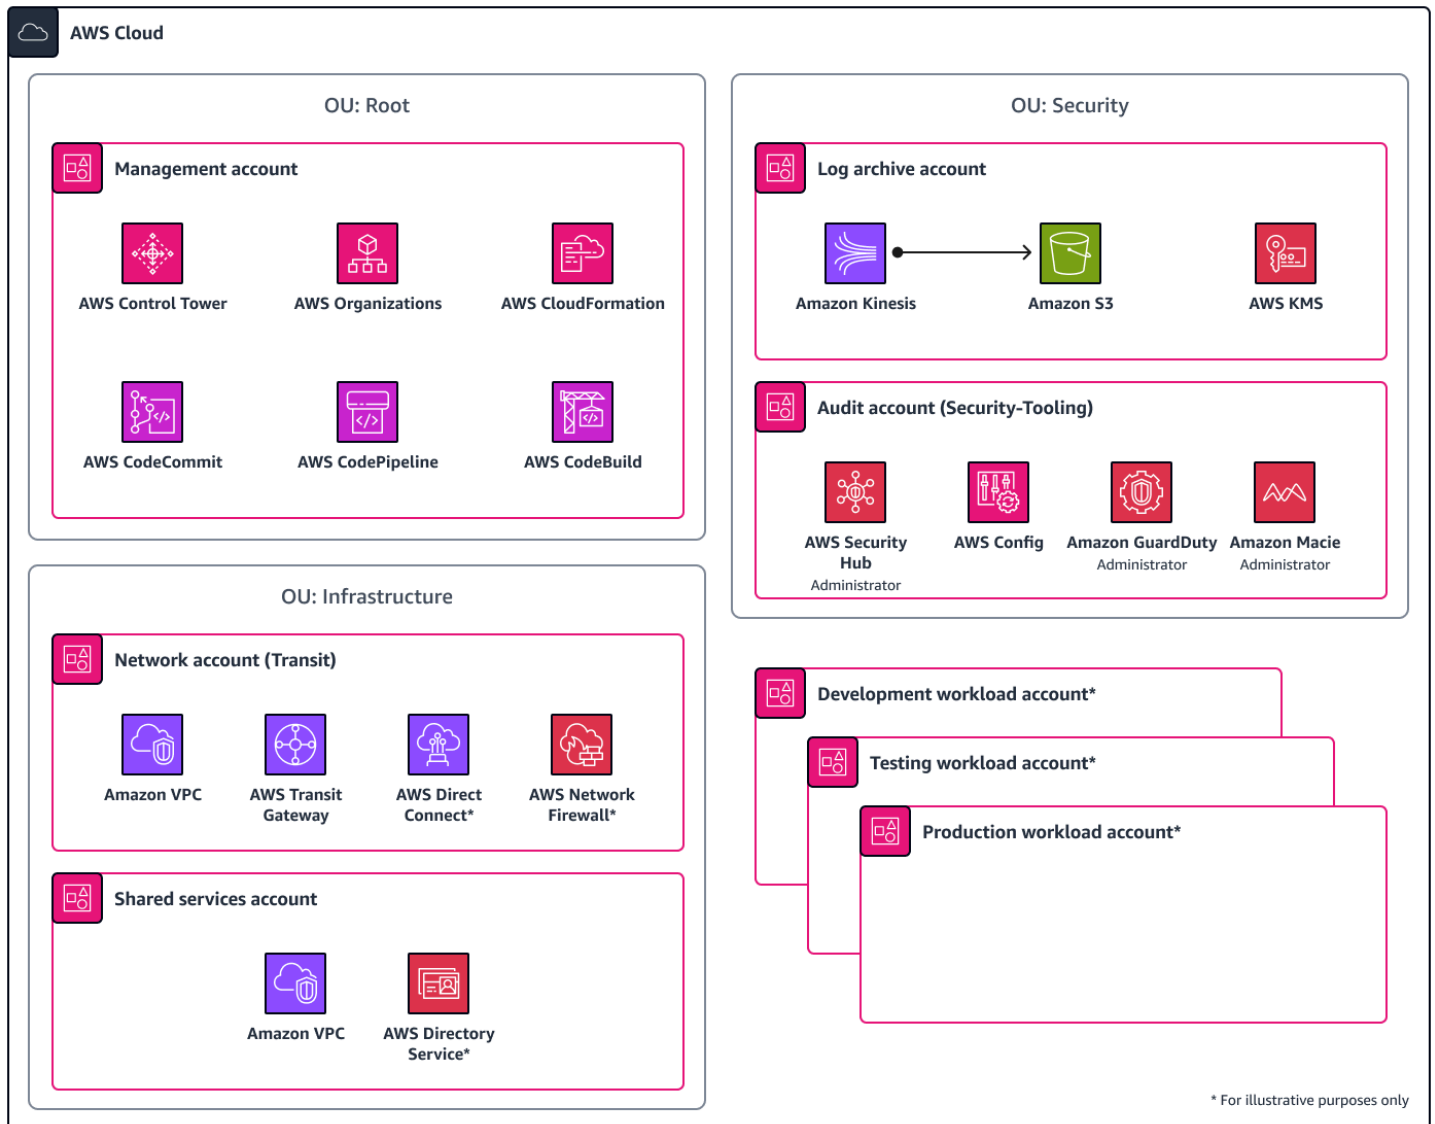 AWS Cloud
OU: Root
Management account
AWS Control Tower
AWS Organizations
AWS CloudFormation
AWS CodeCommit
AWS CodePipeline
AWS CodeBuild
OU: Security
Log archive account
Amazon Kinesis
Amazon S3
AWS KMS
Audit account (Security-Tooling)
AWS Security
Hub
Administrator
AWS Config
Amazon GuardDuty
Administrator
Amazon Macie
Administrator
OU: Infrastructure
Network account (Transit)
Amazon VPC
AWS Transit
Gateway
AWS Direct
Connect*
AWS Network
Firewall*
Shared services account
Amazon VPC
AWS Directory
Service*
Development workload account*
Testing workload account*
Production workload account*
* For illustrative purposes only